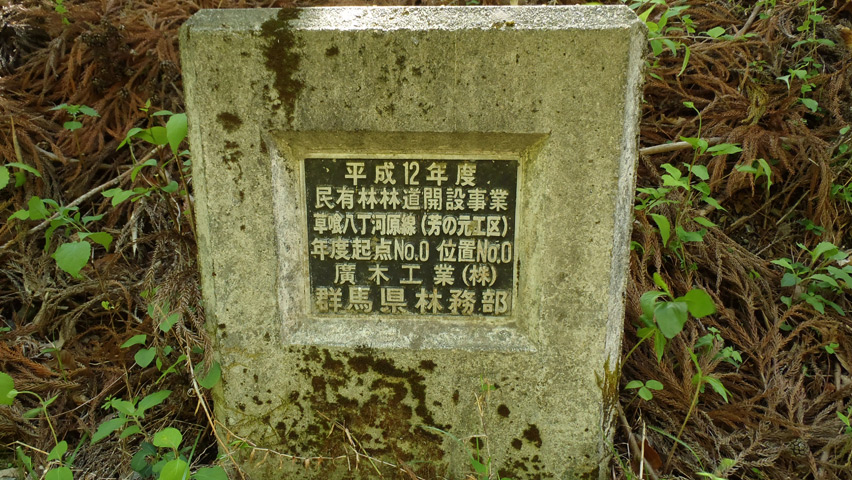 平成12年度
民有林林道開設事業
草喰八丁河原線(芳の元工区)
年度起点No.0 位置No.0
廣木工業(株)
群馬県林務部